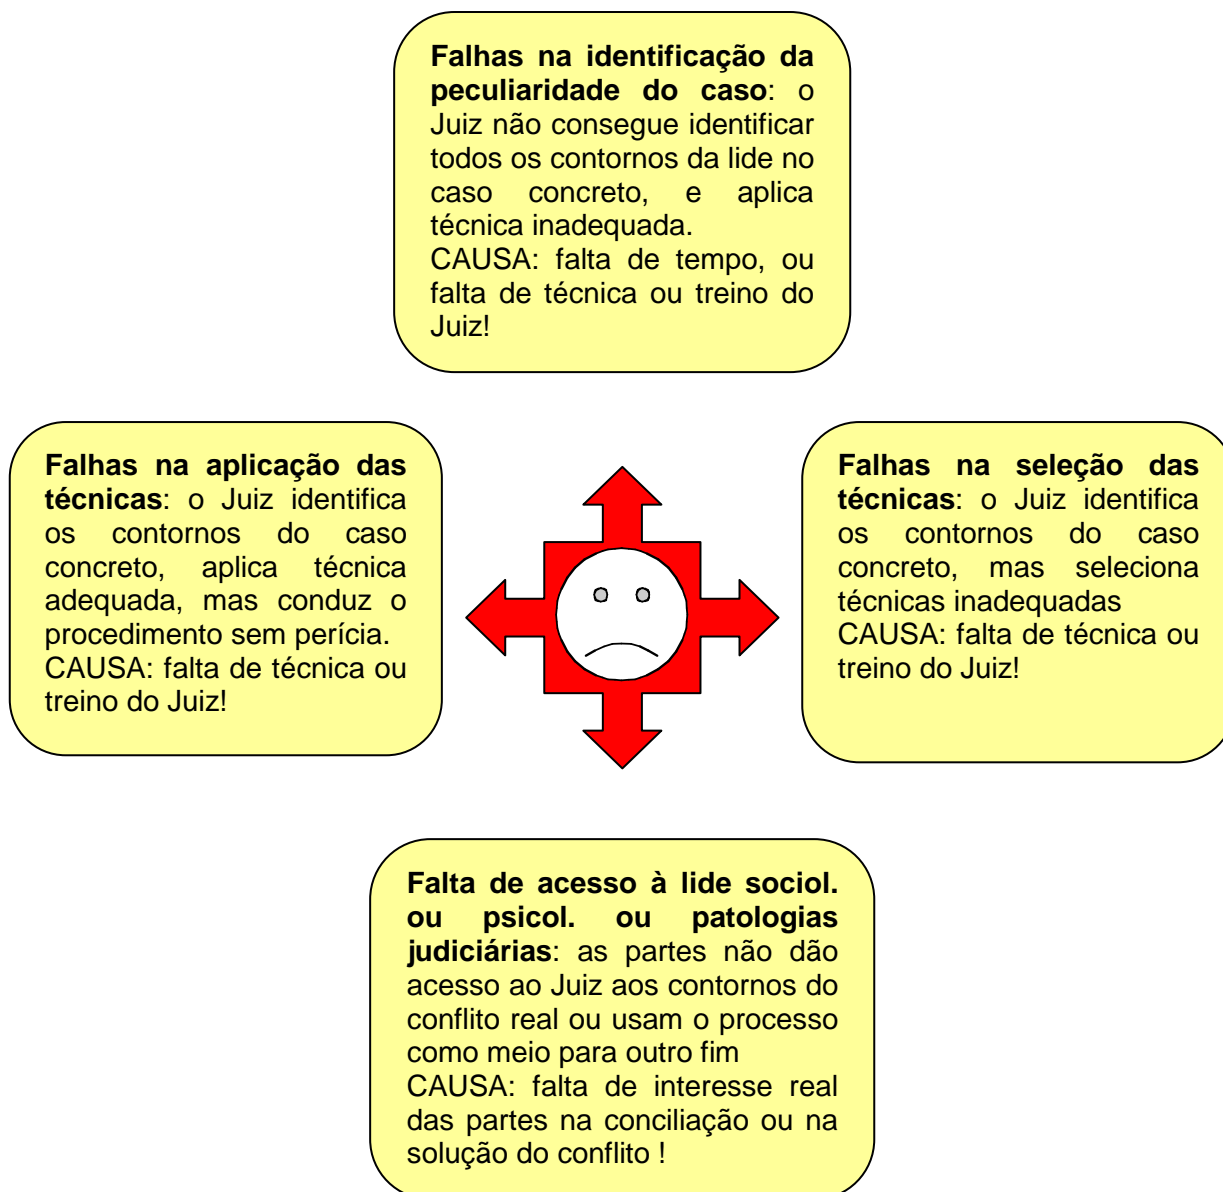 Falhas na identificação da
peculiaridade do caso: o
Juiz não consegue identificar
todos os contornos da lide no
caso concreto, e aplica
técnica inadequada.
CAUSA: falta de tempo, ou
falta de técnica ou treino do
Juiz!
Falhas na aplicação das
técnicas: o Juiz identifica
os contornos do caso
concreto, aplica técnica
adequada, mas conduz o
procedimento sem perícia.
CAUSA: falta de técnica ou
treino do Juiz!
Falhas na seleção das
técnicas: o Juiz identifica
os contornos do caso
concreto, mas seleciona
técnicas inadequadas
CAUSA: falta de técnica ou
treino do Juiz!
Falta de acesso à lide sociol.
ou psicol. ou patologias
judiciárias: as partes não dão
acesso ao Juiz aos contornos do
conflito real ou usam o processo
como meio para outro fim
CAUSA: falta de interesse real
das partes na conciliação ou na
solução do conflito !